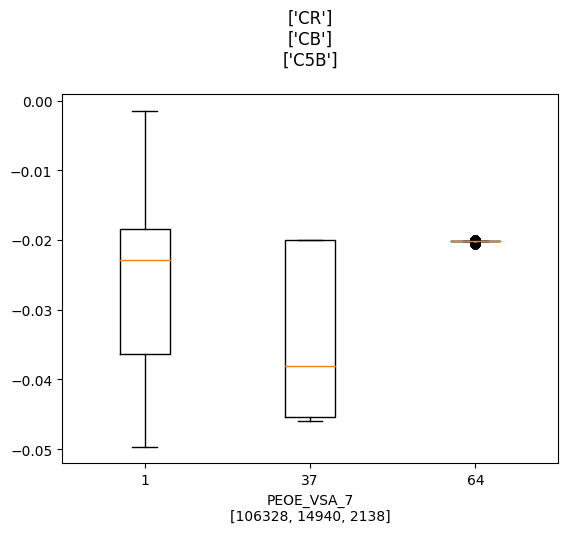 ['CR']
['CB']
['C5B']
0.00
−0.01
−0.02
−0.03
−0.04
−0.05
1 37 64
PEOE_VSA_7
[106328, 14940, 2138]